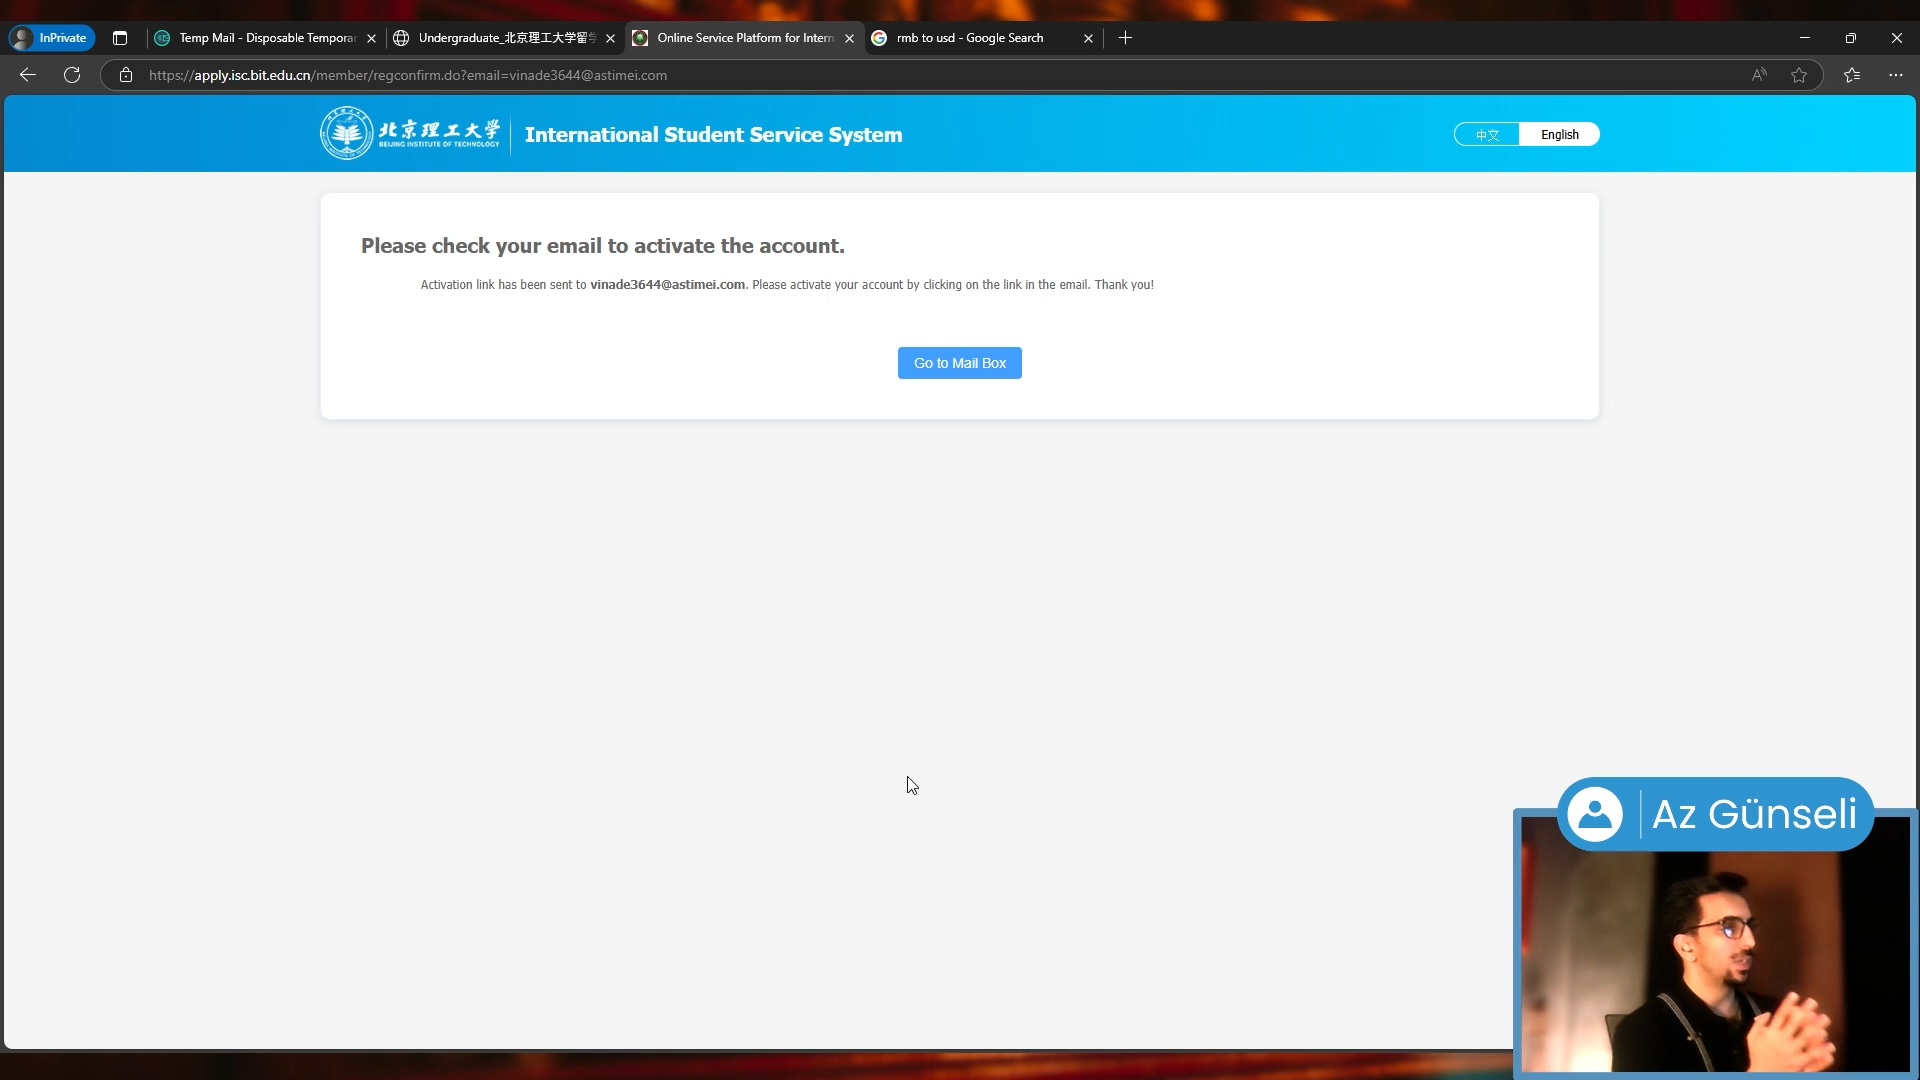 InPrivate
Temp Mail - Disposable Temporar
Undergraduate_北京理工大学留学
Online Service Platform for Intern
rmb to usd - Google Search
https://apply.isc.bit.edu.cn/member/regconfirm.do?email=vinade3644@astimei.com
北京理工大学
BEIJING INSTITUTE OF TECHNOLOGY
International Student Service System
中文
English
Please check your email to activate the account.
Activation link has been sent to vinade3644@astimei.com. Please activate your account by clicking on the link in the email. Thank you!
Go to Mail Box
Az Günseli